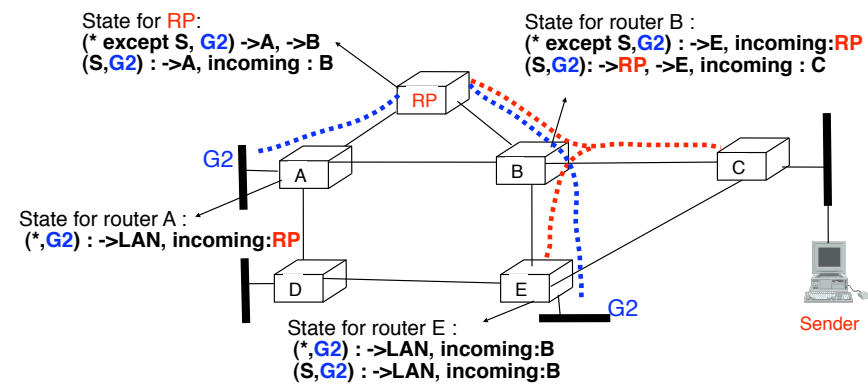 State for RP:
(* except S, G2) ->A, ->B
(S,G2) : ->A, incoming : B
State for router B :
(* except S,G2) : ->E, incoming:RP
(S,G2): ->RP, ->E, incoming : C
RP
G2
A
B
C
State for router A :
(*,G2) : ->LAN, incoming:RP
D
E
G2
Sender
State for router E :
(*,G2) : ->LAN, incoming:B
(S,G2) : ->LAN, incoming:B